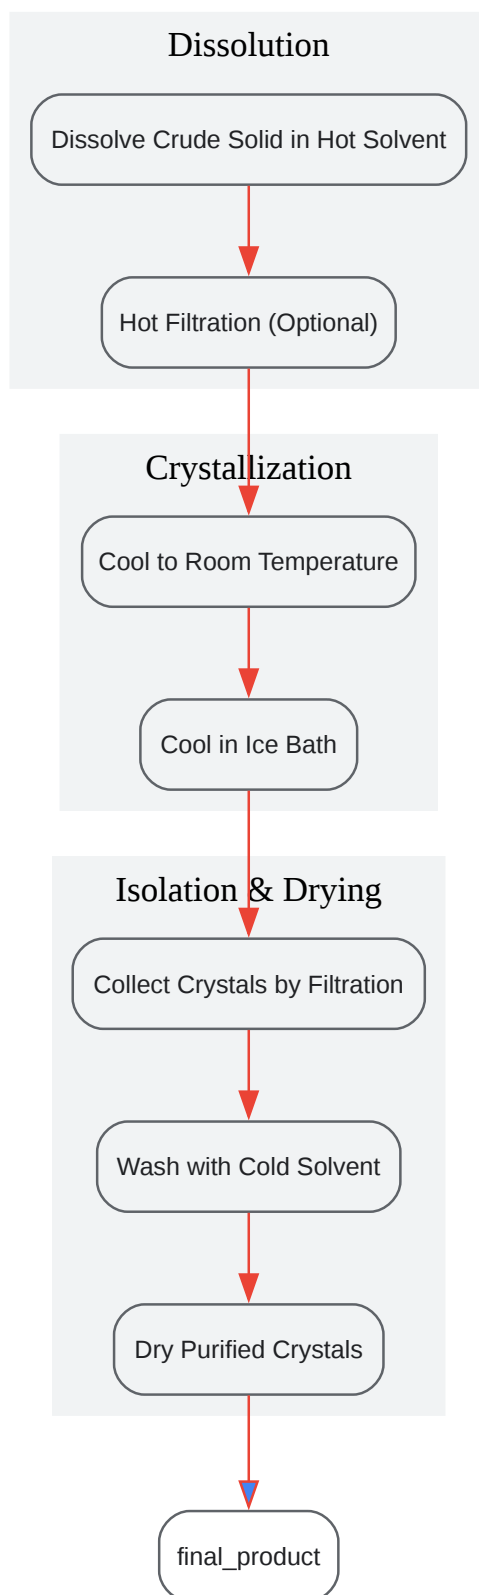 Dissolution
Dissolve Crude Solid in Hot Solvent
Hot Filtration (Optional)
Crystallization
Cool to Room Temperature
Cool in Ice Bath
Isolation & Drying
Collect Crystals by Filtration
Wash with Cold Solvent
Dry Purified Crystals
final_product